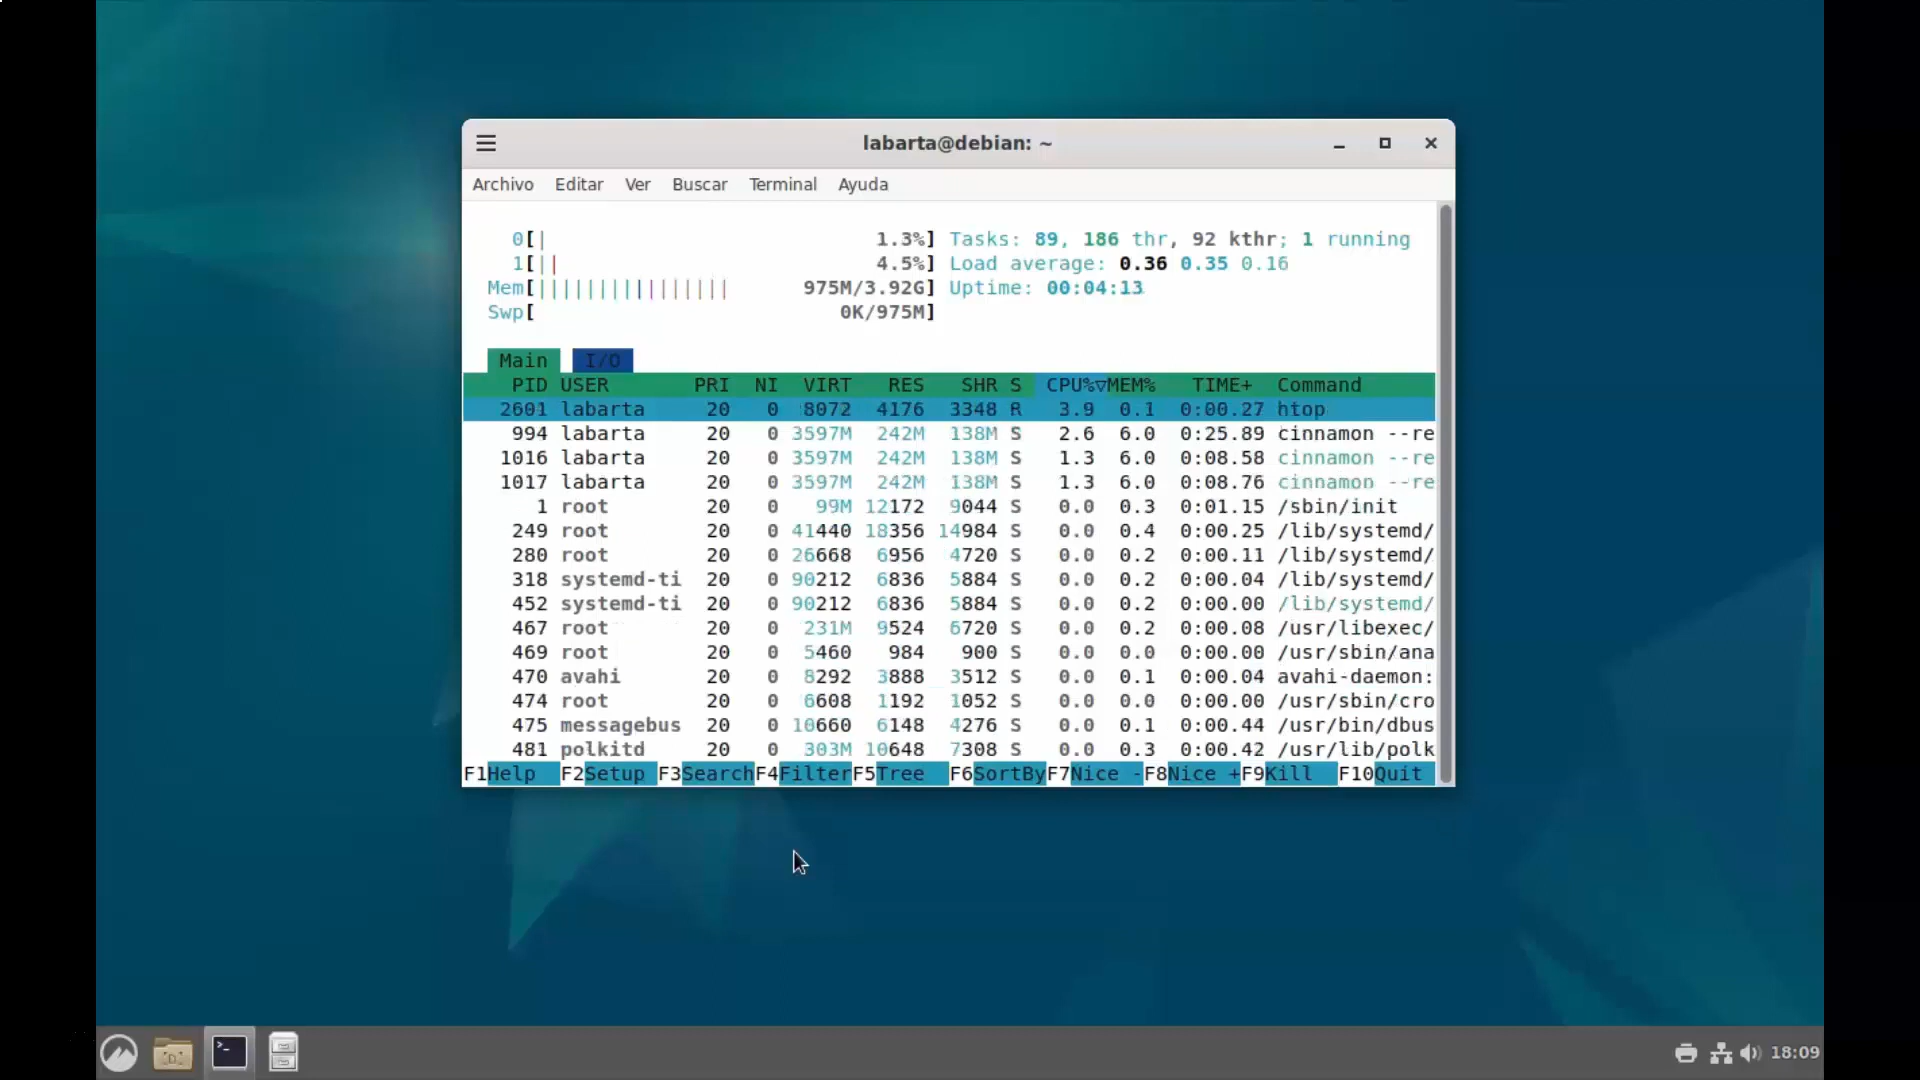 labarta@debian: ~
Archivo Editar Ver Buscar Terminal Ayuda
0[| 1.3%] Tasks: 89, 186 thr, 92 kthr; 1 running
1[|| 4.5%] Load average: 0.36 0.35 0.16
Mem[|||||||||||||||| 975M/3.92G] Uptime: 00:04:13
Swp[ 0K/975M]
Main I/O
PID USER PRI NI VIRT RES SHR S CPU%▽MEM% TIME+ Command
2601 labarta 20 0 8072 4176 3348 R 3.9 0.1 0:00.27 htop
994 labarta 20 0 3597M 242M 138M S 2.6 6.0 0:25.89 cinnamon --re
1016 labarta 20 0 3597M 242M 138M S 1.3 6.0 0:08.58 cinnamon --re
1017 labarta 20 0 3597M 242M 138M S 1.3 6.0 0:08.76 cinnamon --re
1 root 20 0 99M 12172 9044 S 0.0 0.3 0:01.15 /sbin/init
249 root 20 0 41440 18356 14984 S 0.0 0.4 0:00.25 /lib/systemd/
280 root 20 0 26668 6956 4720 S 0.0 0.2 0:00.11 /lib/systemd/
318 systemd-ti 20 0 90212 6836 5884 S 0.0 0.2 0:00.04 /lib/systemd/
452 systemd-ti 20 0 90212 6836 5884 S 0.0 0.2 0:00.00 /lib/systemd/
467 root 20 0 231M 9524 6720 S 0.0 0.2 0:00.08 /usr/libexec/
469 root 20 0 5460 984 900 S 0.0 0.0 0:00.00 /usr/sbin/ana
470 avahi 20 0 8292 3888 3512 S 0.0 0.1 0:00.04 avahi-daemon:
474 root 20 0 6608 1192 1052 S 0.0 0.0 0:00.00 /usr/sbin/cro
475 messagebus 20 0 10660 6148 4276 S 0.0 0.1 0:00.44 /usr/bin/dbus
481 polkitd 20 0 303M 10648 7308 S 0.0 0.3 0:00.42 /usr/lib/polk
F1Help F2Setup F3Search F4Filter F5Tree F6SortBy F7Nice - F8Nice + F9Kill F10Quit
18:09